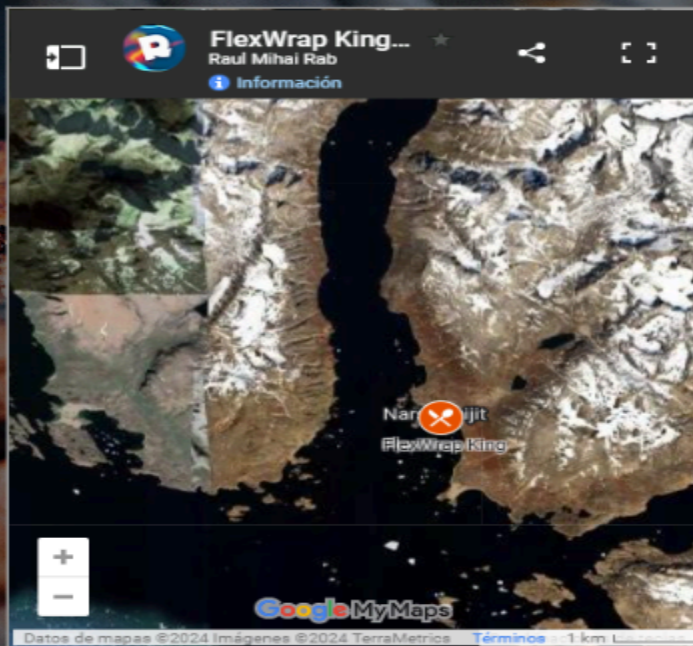 FlexWrap King...
Raul Mihai Rab
Información
FlexWrap King
Google My Maps
Datos de mapas ©2024 Imágenes ©2024 TerraMetrics Términos 1 km